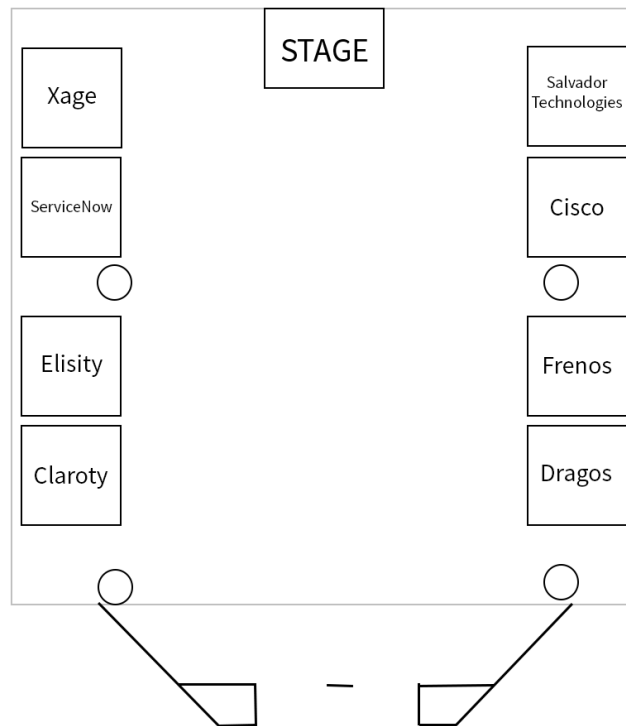 STAGE
Xage
Salvador
Technologies
ServiceNow
Cisco
Elisity
Frenos
Claroty
Dragos